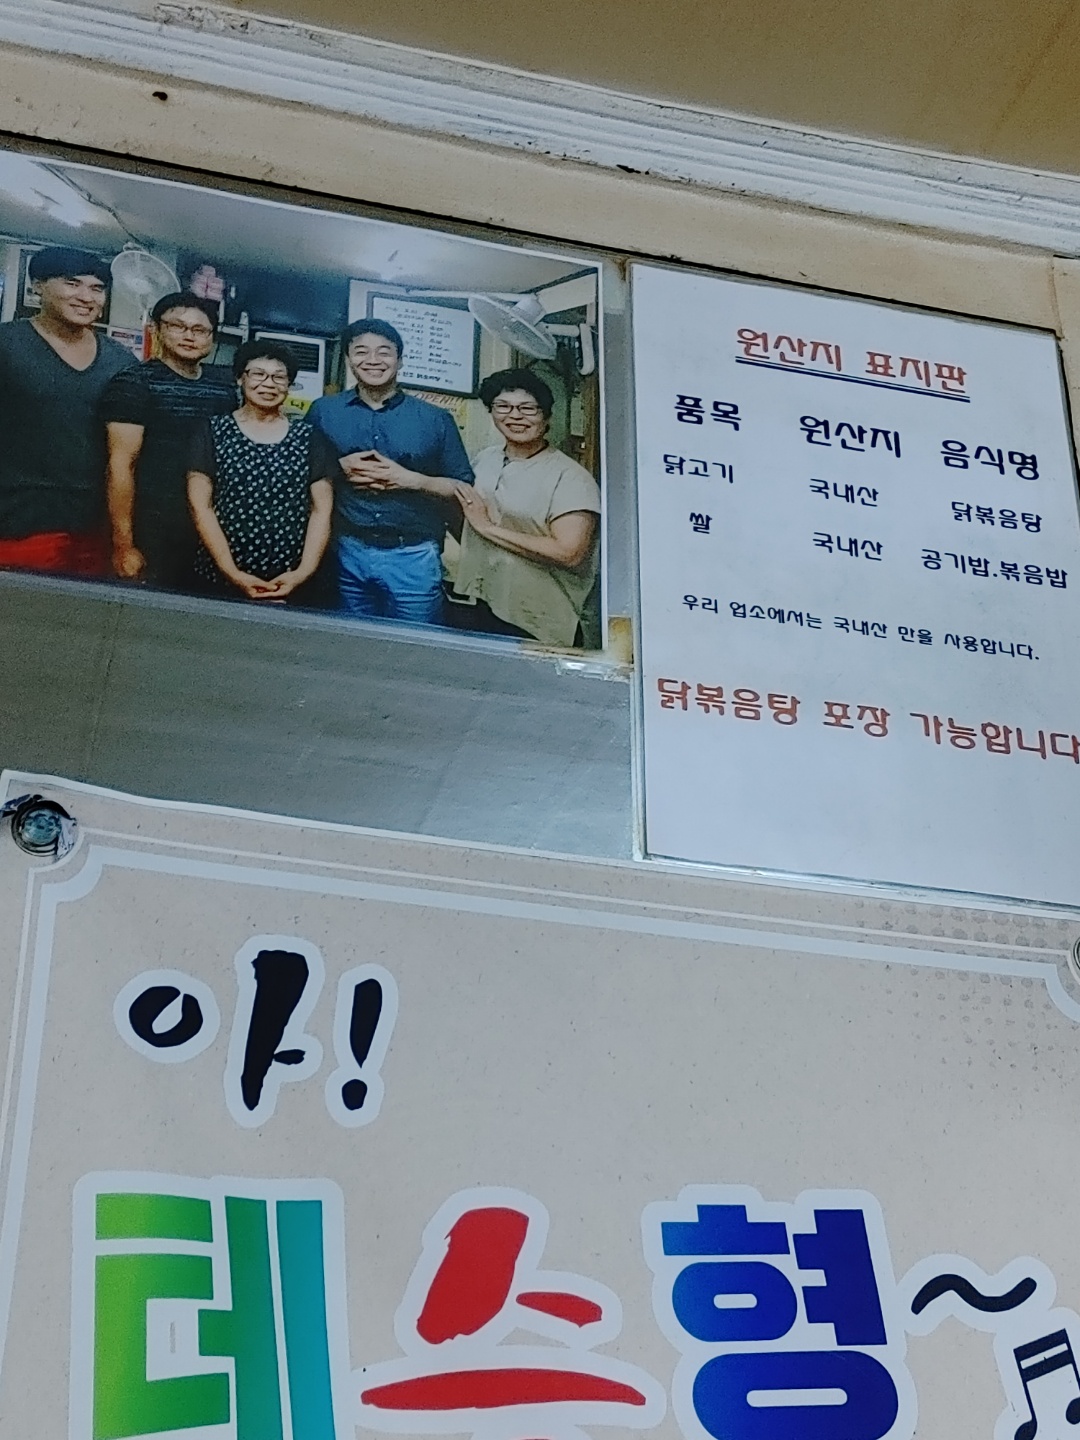 원산지 표지판
품목 원산지 음식명
닭고기 국내산 닭볶음탕
쌀 국내산 공기밥.볶음밥
우리 업소에서는 국내산 만을 사용합니다.
닭볶음탕 포장 가능합니다
OPEN!!
야!
테스형~